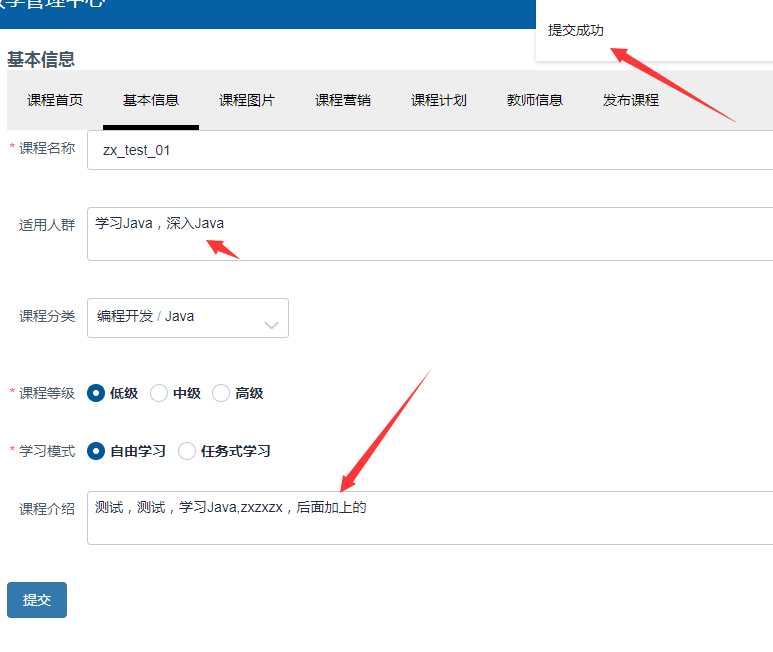 学管理中心
提交成功
基本信息
课程首页 基本信息 课程图片 课程营销 课程计划 教师信息 发布课程
* 课程名称 zx_test_01
适用人群 学习Java，深入Java
课程分类 编程开发 / Java
* 课程等级 低级 中级 高级
* 学习模式 自由学习 任务式学习
课程介绍 测试，测试，学习Java,zxzxzx，后面加上的
提交